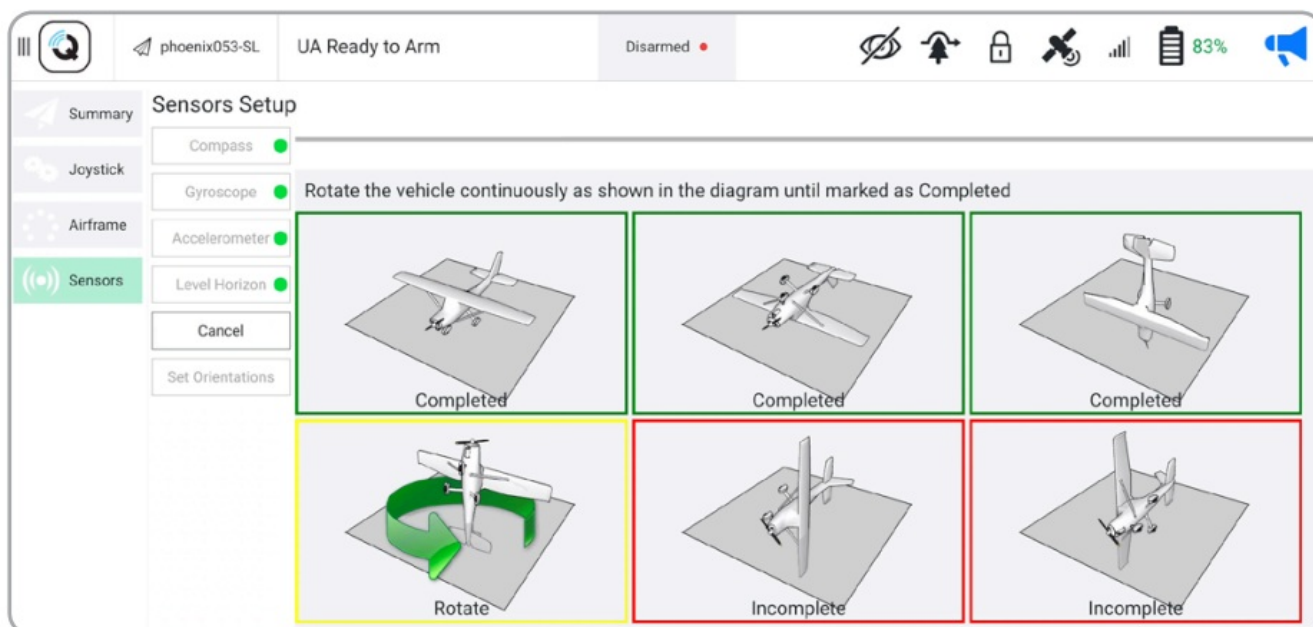 phoenix053-SL
UA Ready to Arm
Disarmed
83%
Summary
Joystick
Airframe
Sensors
Sensors Setup
Compass
Gyroscope
Accelerometer
Level Horizon
Cancel
Set Orientations
Rotate the vehicle continuously as shown in the diagram until marked as Completed
Completed
Completed
Completed
Rotate
Incomplete
Incomplete